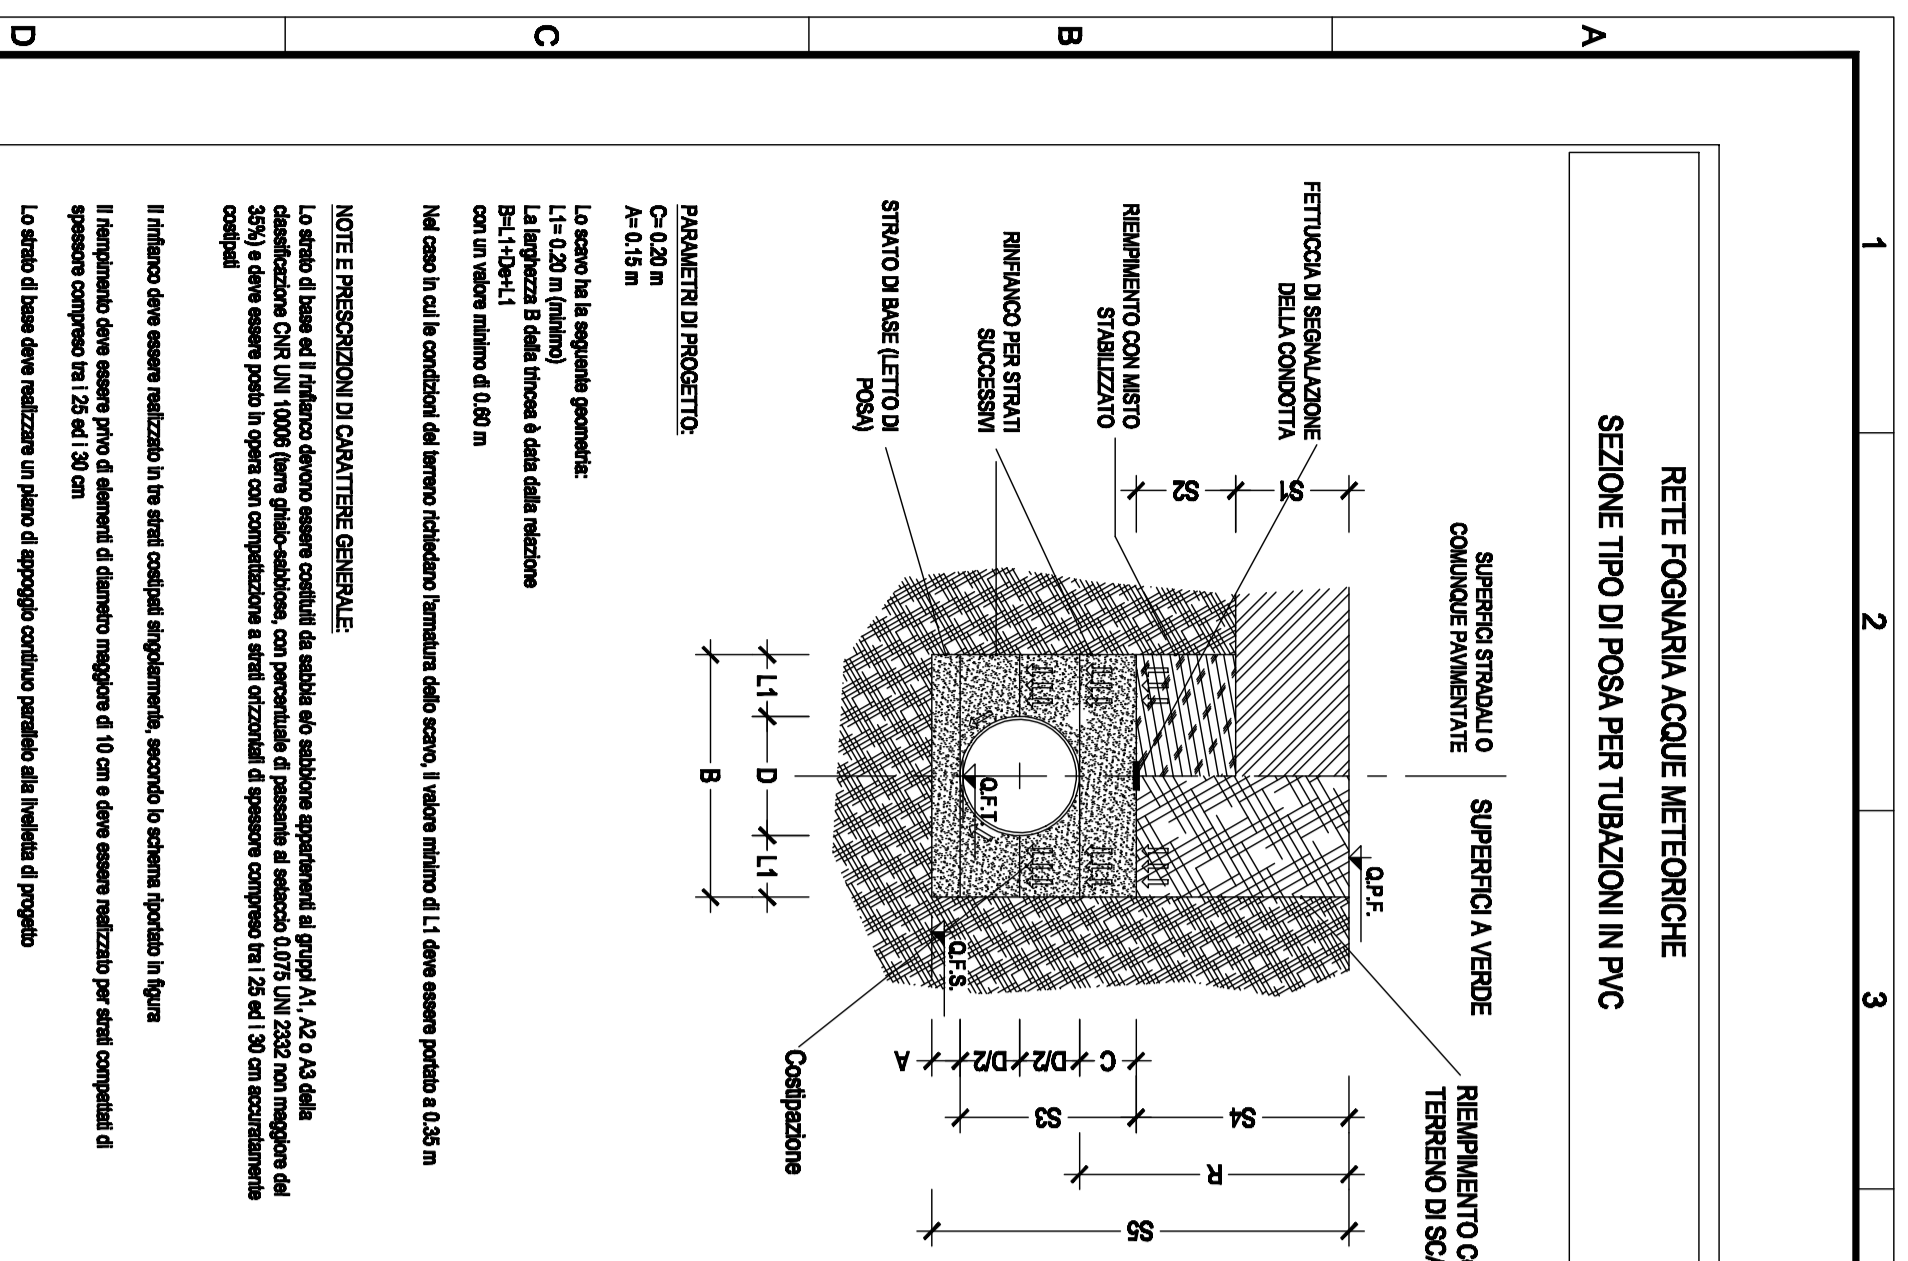 1
2
3
A
B
C
D
RETE FOGNARIA ACQUE METEORICHE
SEZIONE TIPO DI POSA PER TUBAZIONI IN PVC
SUPERFICI STRADALI O
COMUNQUE PAVIMENTATE
SUPERFICI A VERDE
RIEMPIMENTO
TERRENO DI
FETTUCCIA DI SEGNALAZIONE
DELLA CONDOTTA
RIEMPIMENTO CON MISTO
STABILIZZATO
RINFIANCO PER STRATI
SUCCESSIVI
STRATO DI BASE (LETTO DI
POSA)
S1
S2
Q.P.F.
Q.F.T.
Q.F.S.
C
D/2
D/2
A
S4
S3
R
S5
L1
D
L1
B
Costipazione
PARAMETRI DI PROGETTO:
C= 0.20 m
A= 0.15 m
Lo scavo ha la seguente geometria:
L1= 0.20 m (minimo)
La larghezza B della trincea è data dalla relazione
B=L1+De+L1
con un valore minimo di 0.60 m
Nel caso in cui le condizioni del terreno richiedano l'armatura dello scavo, il valore minimo di L1 deve essere portato a 0.35 m
NOTE E PRESCRIZIONI DI CARATTERE GENERALE:
Lo strato di base ed il rinfianco devono essere costituiti da sabbia e/o sabbione appartenenti ai gruppi A1, A2 o A3 della
classificazione CNR UNI 10006 (terre ghiaio-sabbiose, con percentuale di passante al setaccio 0.075 UNI 2332 non maggiore del
35%) e deve essere posto in opera con compattazione a strati orizzontali di spessore compreso tra i 25 ed i 30 cm accuratamente
costipati
Il rinfianco deve essere realizzato in tre strati costipati singolarmente, secondo lo schema riportato in figura
Il riempimento deve essere privo di elementi di diametro maggiore di 10 cm e deve essere realizzato per strati compattati di
spessore compreso tra i 25 ed i 30 cm
Lo strato di base deve realizzare un piano di appoggio continuo parallelo alla livelletta di progetto